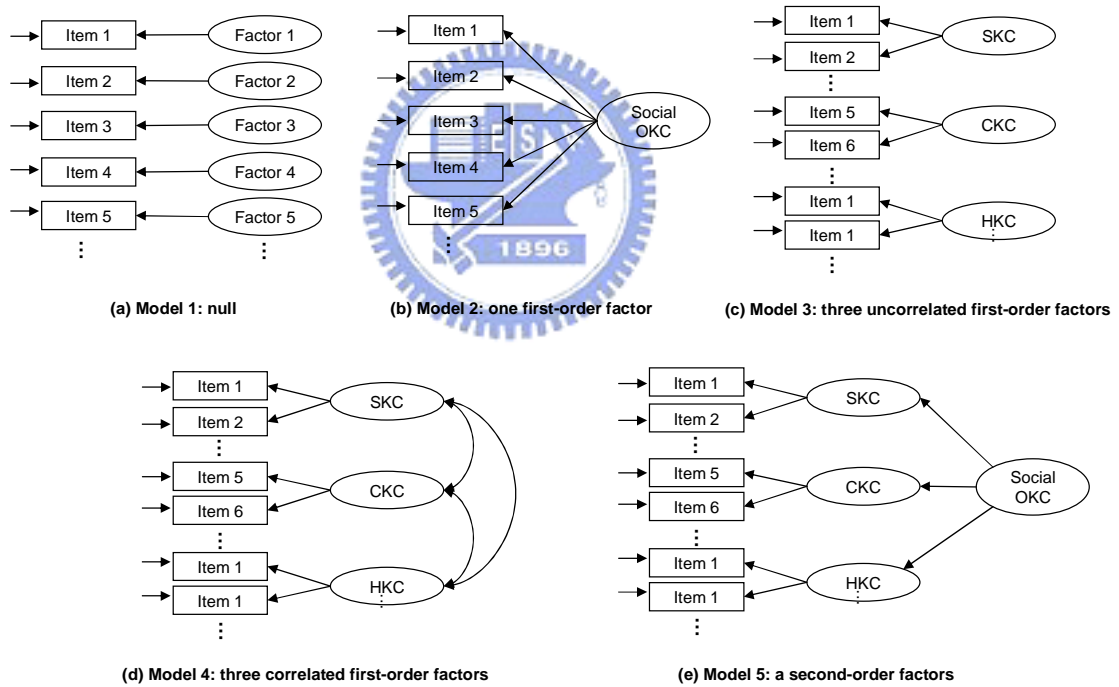 Item 1
Factor 1
Item 2
Factor 2
Item 3
Factor 3
Item 4
Factor 4
Item 5
Factor 5
(a) Model 1: null
Item 1
Item 2
Item 3
Item 4
Item 5
Social
OKC
ES
1896
(b) Model 2: one first-order factor
Item 1
Item 2
SKC
Item 5
Item 6
CKC
Item 1
Item 1
HKC
(c) Model 3: three uncorrelated first-order factors
Item 1
Item 2
SKC
Item 5
Item 6
CKC
Item 1
Item 1
HKC
(d) Model 4: three correlated first-order factors
Item 1
Item 2
SKC
Item 5
Item 6
CKC
Item 1
Item 1
HKC
Social
OKC
(e) Model 5: a second-order factors